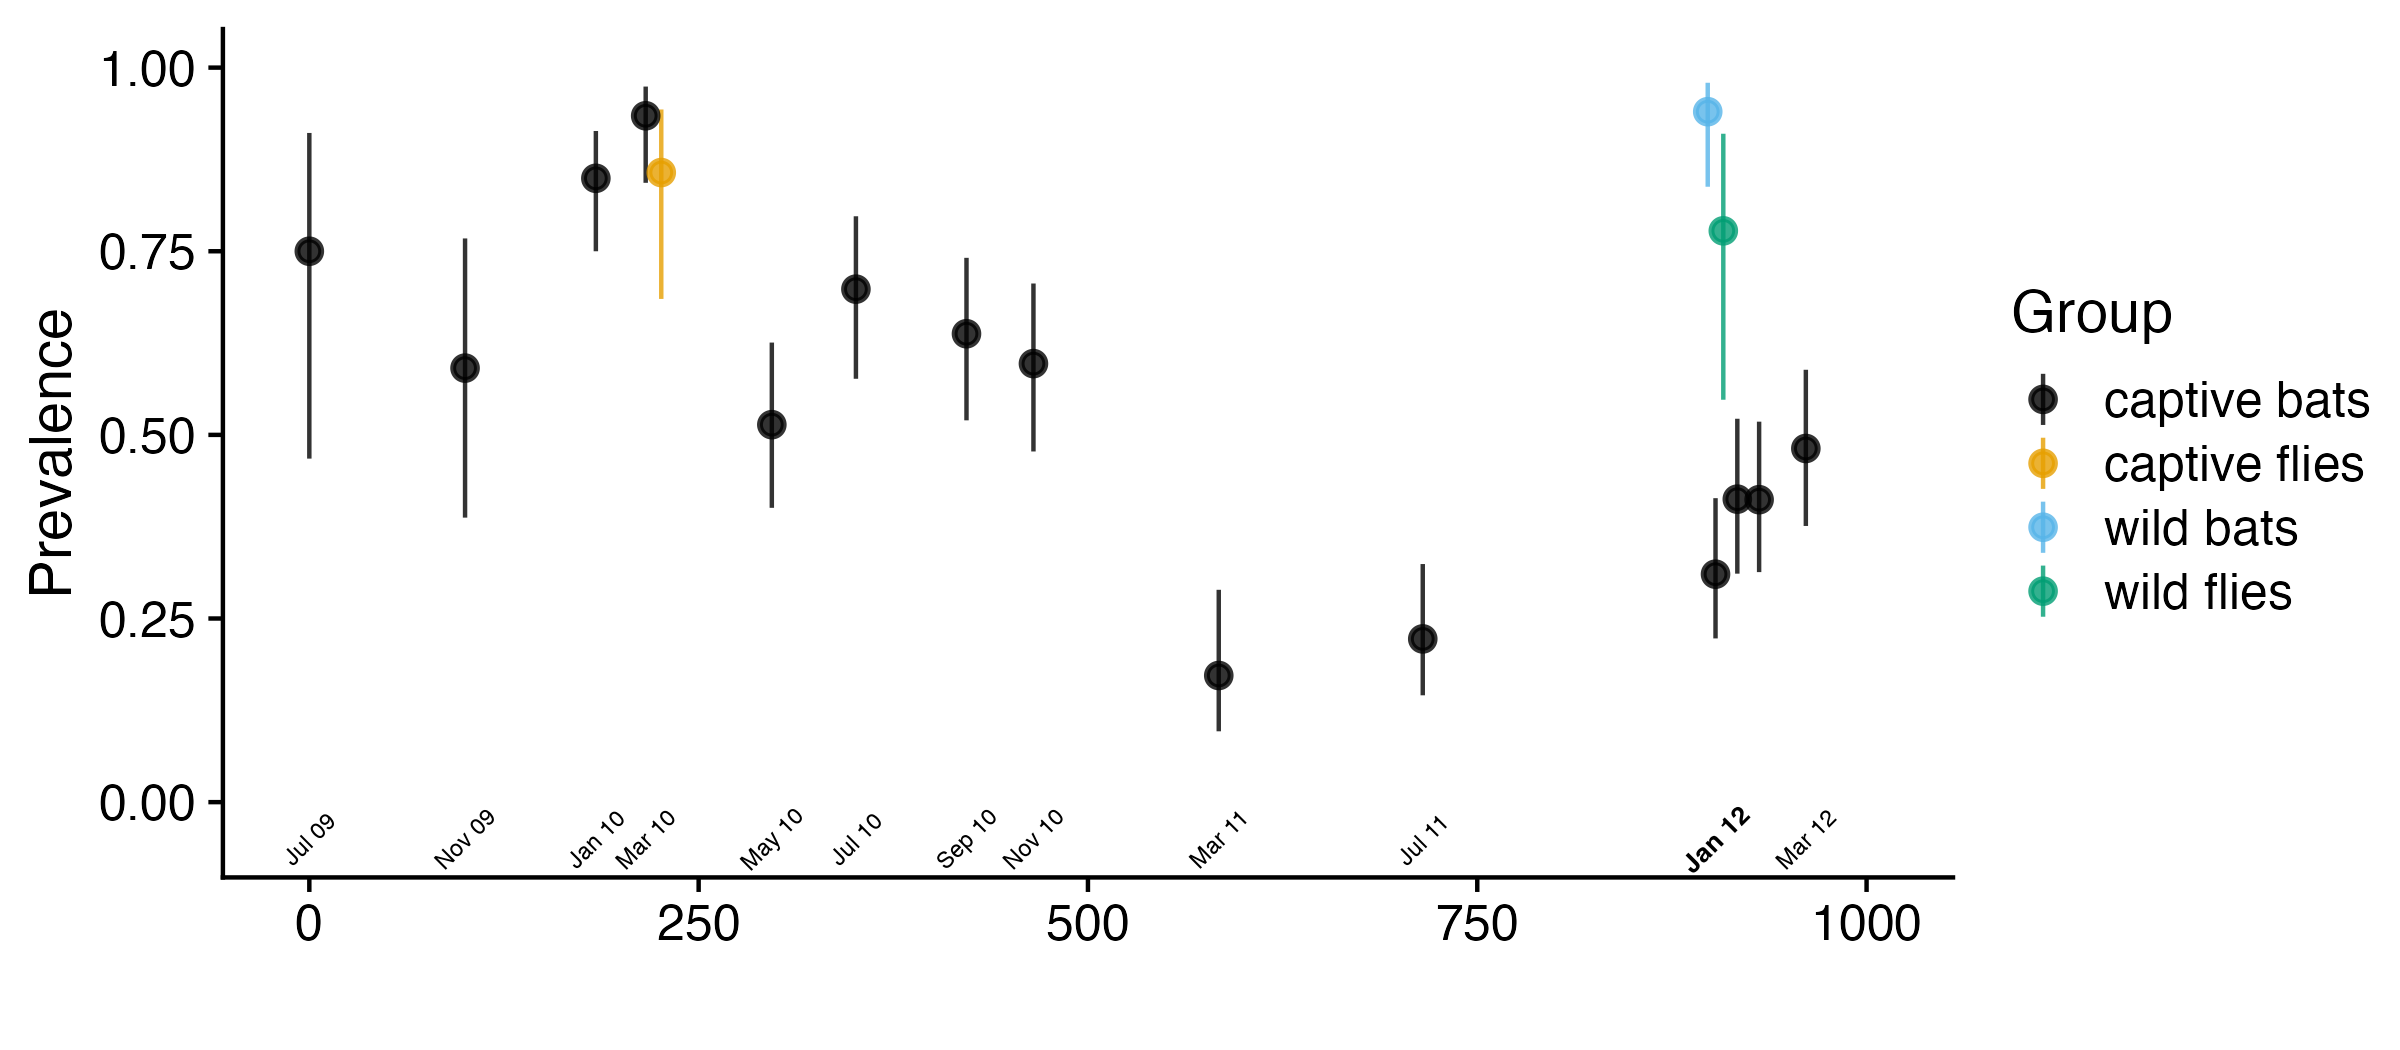 1.00
0.75
0.50
0.25
0.00
Prevalence
Jul 09
Nov 09
Jan 10
Mar 10
May 10
Jul 10
Sep 10
Nov 10
Mar 11
Jul 11
Jan 12
Mar 12
0 250 500 750 1000
Group
captive bats
captive flies
wild bats
wild flies